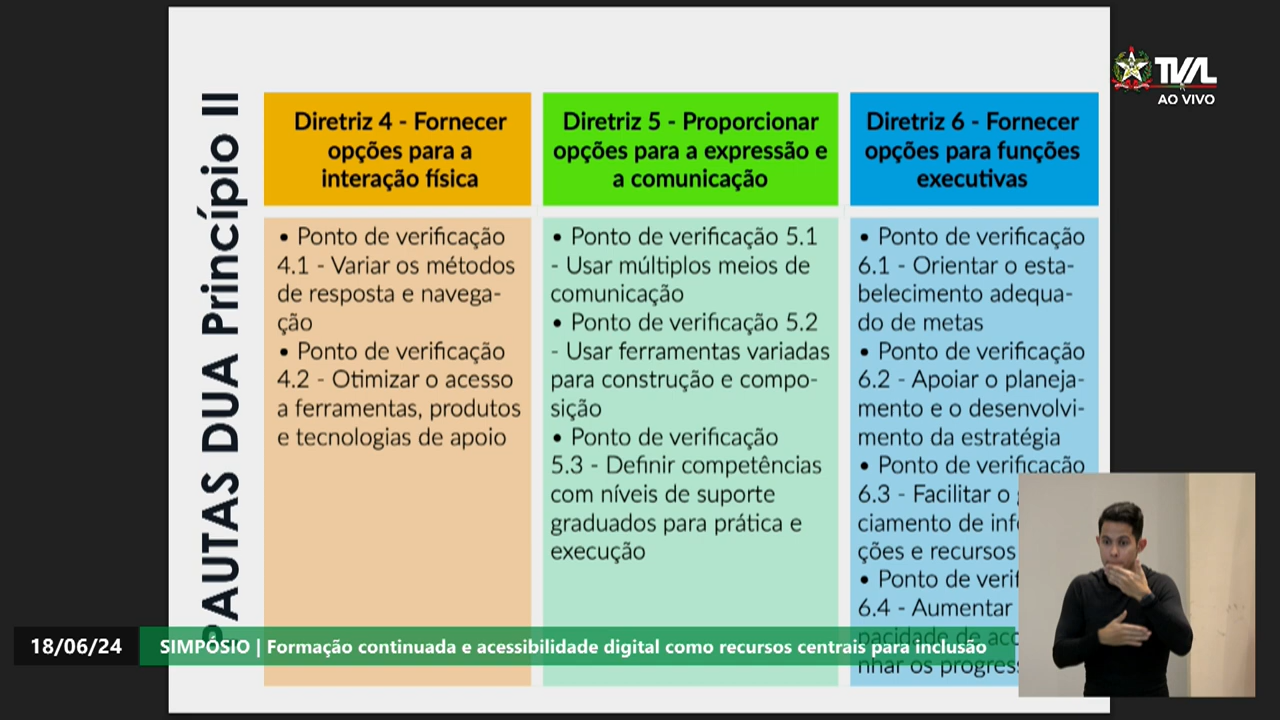 TVAL
AO VIVO
PAUTAS DUA Princípio II
Diretriz 4 - Fornecer
opções para a
interação física
• Ponto de verificação
4.1 - Variar os métodos
de resposta e navega-
ção
• Ponto de verificação
4.2 - Otimizar o acesso
a ferramentas, produtos
e tecnologias de apoio
Diretriz 5 - Proporcionar
opções para a expressão e
a comunicação
• Ponto de verificação 5.1
- Usar múltiplos meios de
comunicação
• Ponto de verificação 5.2
- Usar ferramentas variadas
para construção e compo-
sição
• Ponto de verificação
5.3 - Definir competências
com níveis de suporte
graduados para prática e
execução
Diretriz 6 - Fornecer
opções para funções
executivas
• Ponto de verificação
6.1 - Orientar o esta-
belecimento adequa-
do de metas
• Ponto de verificação
6.2 - Apoiar o planeja-
mento e o desenvolvi-
mento da estratégia
• Ponto de verificação
6.3 - Facilitar o
ciamento de
ções e recursos
• Ponto de
6.4 - Aumentar
pacidade de
nhar os
18/06/24
SIMPÓSIO | Formação continuada e acessibilidade digital como recursos centrais para inclusão